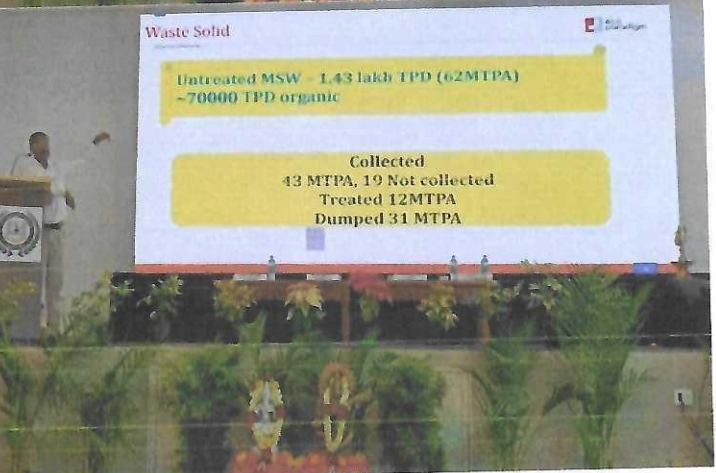 Waste Solid
Untreated MSW - 1.43 lakh TPD (62MTPA)
~70000 TPD organic
Collected
43 MTPA, 19 Not collected
Treated 12MTPA
Dumped 31 MTPA